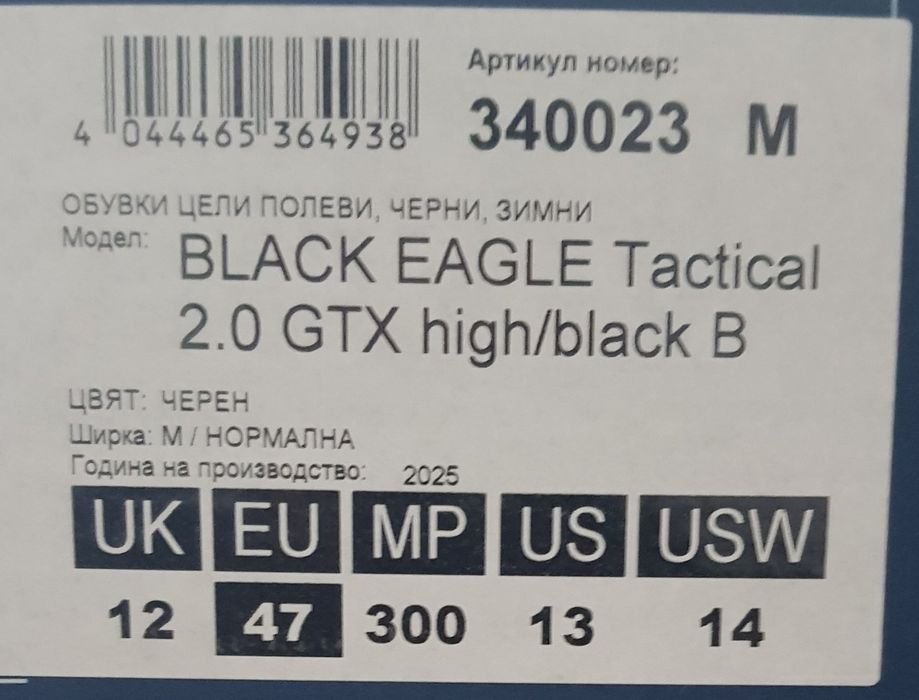 Артикул номер:
340023 M
4 044465 364938
ОБУВКИ ЦЕЛИ ПОЛЕВИ, ЧЕРНИ, ЗИМНИ
Модел: BLACK EAGLE Tactical
2.0 GTX high/black B
ЦВЯТ: ЧЕРЕН
Ширка: M / НОРМАЛНА
Година на производство: 2025
UK EU MP US USW
12 47 300 13 14